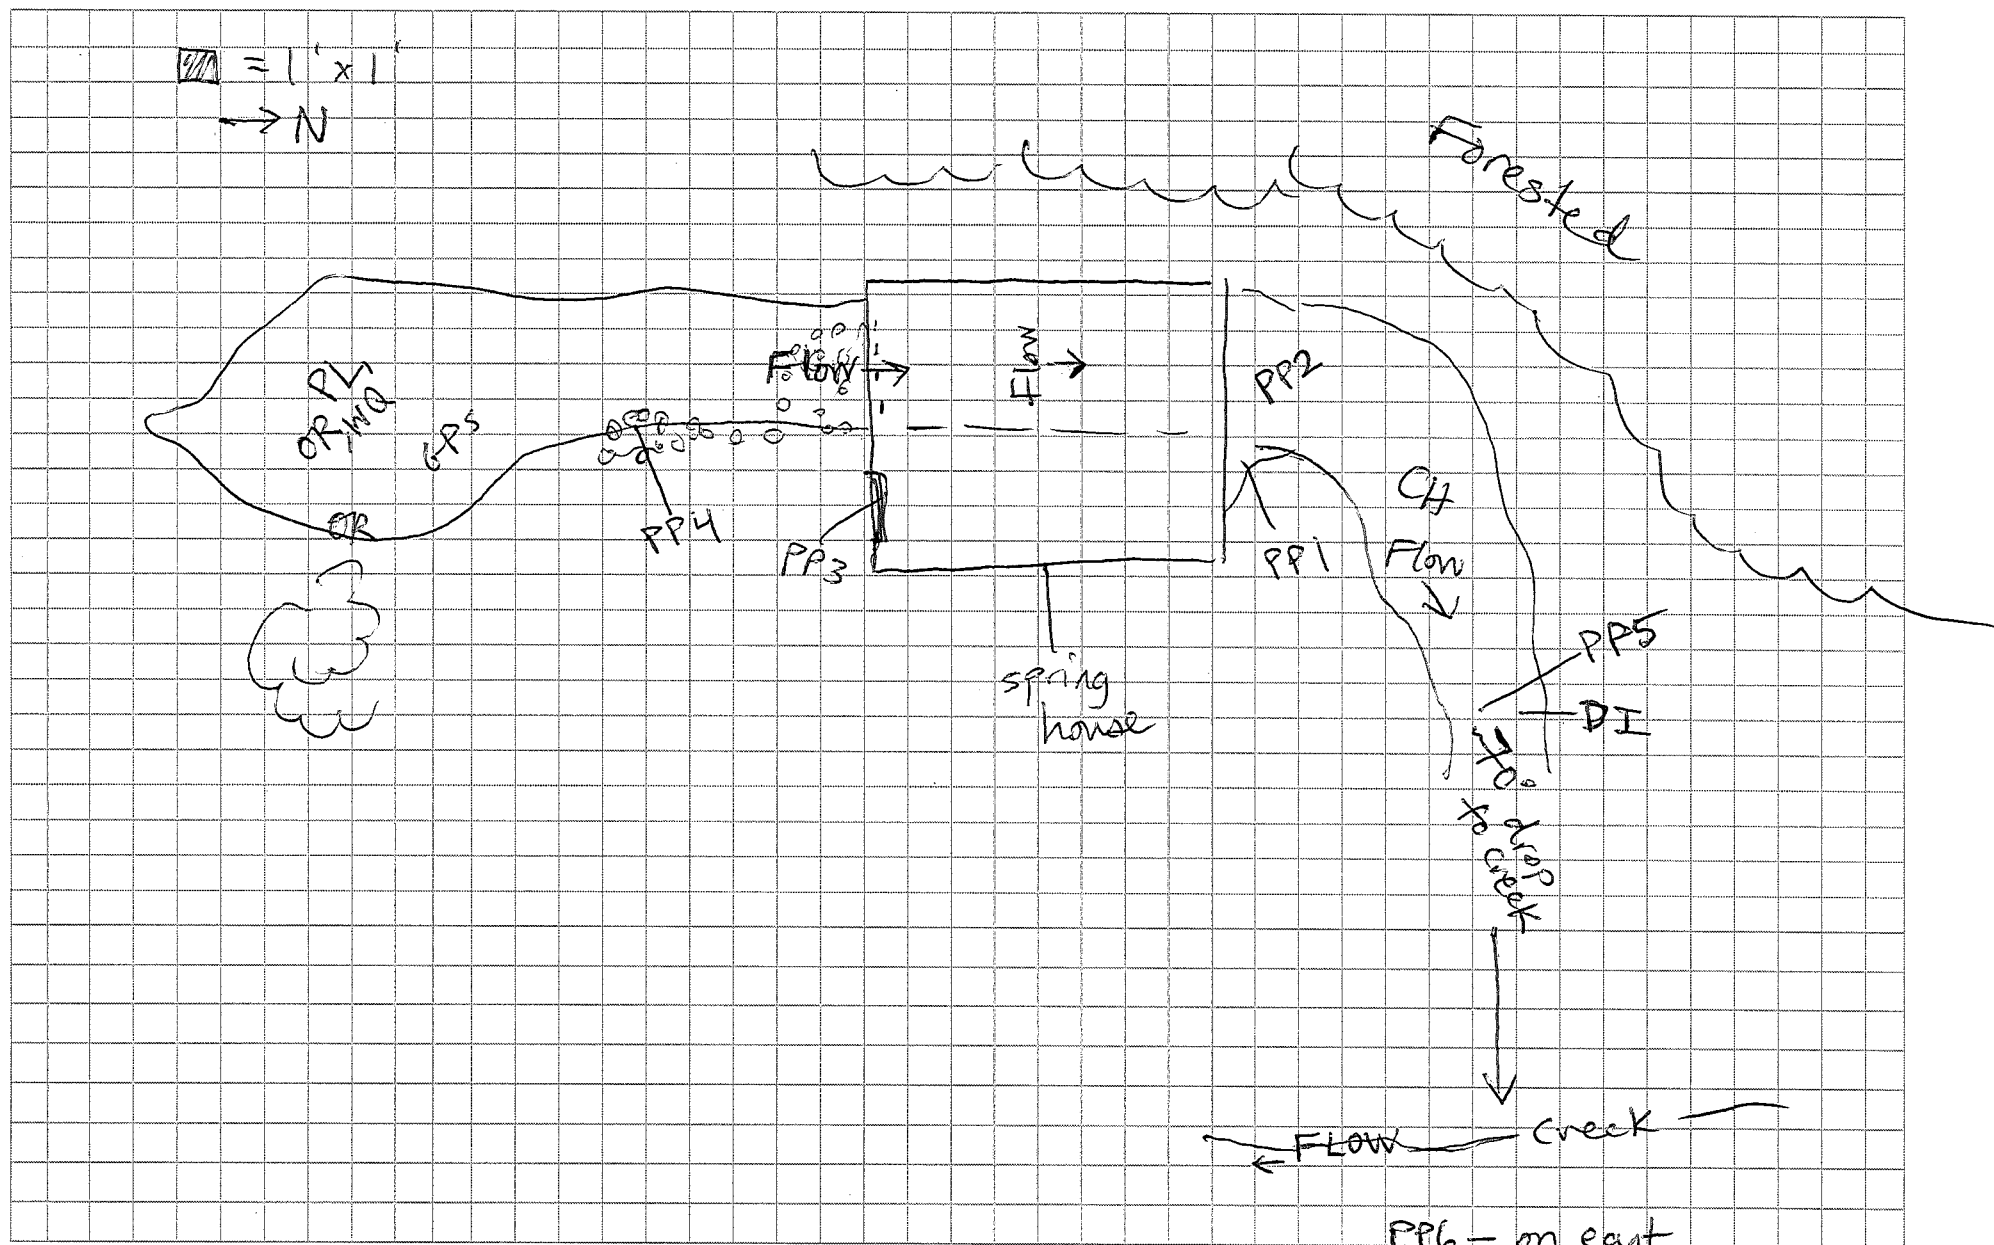 = 1' x 1'
→ N
Forested
Flow →
Flow →
PL
OR, WQ
GPS
OR
PP4
PP3
PP2
PP1
CH
Flow
spring
house
PP5
DI
70°
drop
to creek
Creek
← FLOW
PP6 - on east